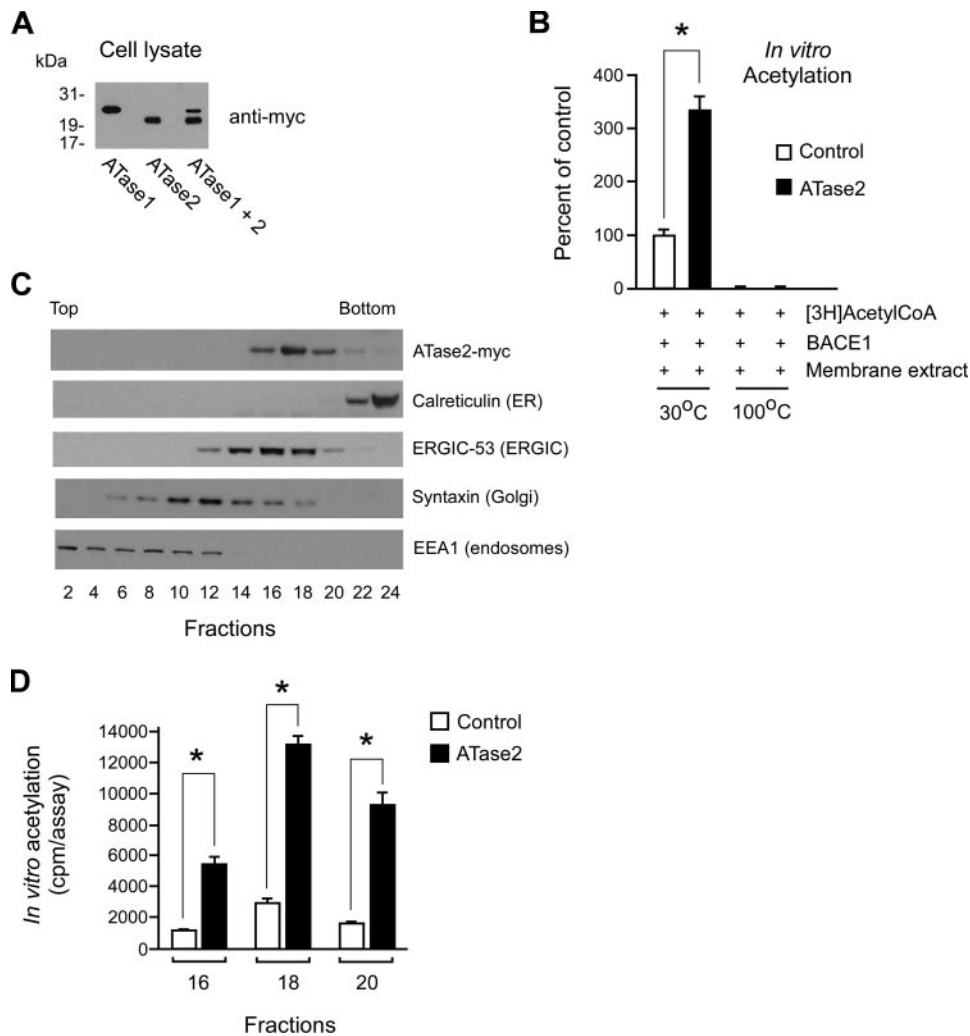 A
Cell lysate
kDa
31-
19-
17-
anti-myc
ATase1
ATase2
ATase1 + 2
B
In vitro
Acetylation
*
Percent of control
400
300
200
100
0
Control
ATase2
+ + + + [3H]AcetylCoA
+ + + + BACE1
+ + + + Membrane extract
30°C 100°C
C
Top Bottom
ATase2-myc
Calreticulin (ER)
ERGIC-53 (ERGIC)
Syntaxin (Golgi)
EEA1 (endosomes)
2 4 6 8 10 12 14 16 18 20 22 24
Fractions
D
In vitro acetylation
(cpm/assay)
14000
12000
10000
8000
6000
4000
2000
0
* * *
Control
ATase2
16 18 20
Fractions